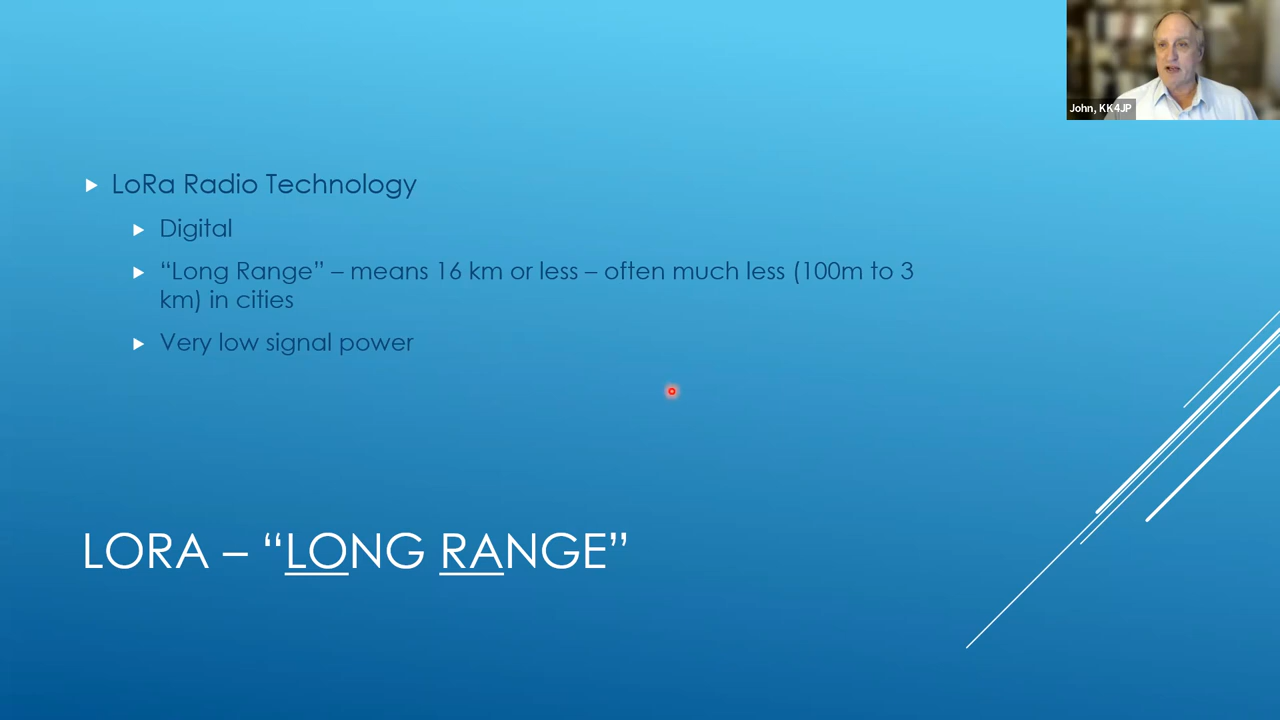 John, KK4JP
LoRa Radio Technology
Digital
“Long Range” – means 16 km or less – often much less (100m to 3
km) in cities
Very low signal power
LORA – “LONG RANGE”